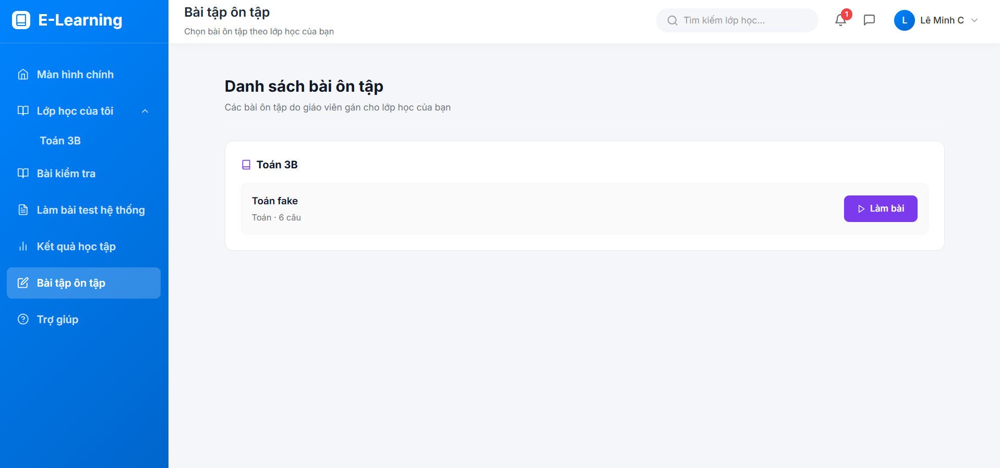 E-Learning
Màn hình chính
Lớp học của tôi
Toán 3B
Bài kiểm tra
Làm bài test hệ thống
Kết quả học tập
Bài tập ôn tập
Trợ giúp
Bài tập ôn tập
Chọn bài ôn tập theo lớp học của bạn
Tìm kiếm lớp học...
1
L
Lê Minh C
Danh sách bài ôn tập
Các bài ôn tập do giáo viên gán cho lớp học của bạn
Toán 3B
Toán fake
Toán · 6 câu
Làm bài